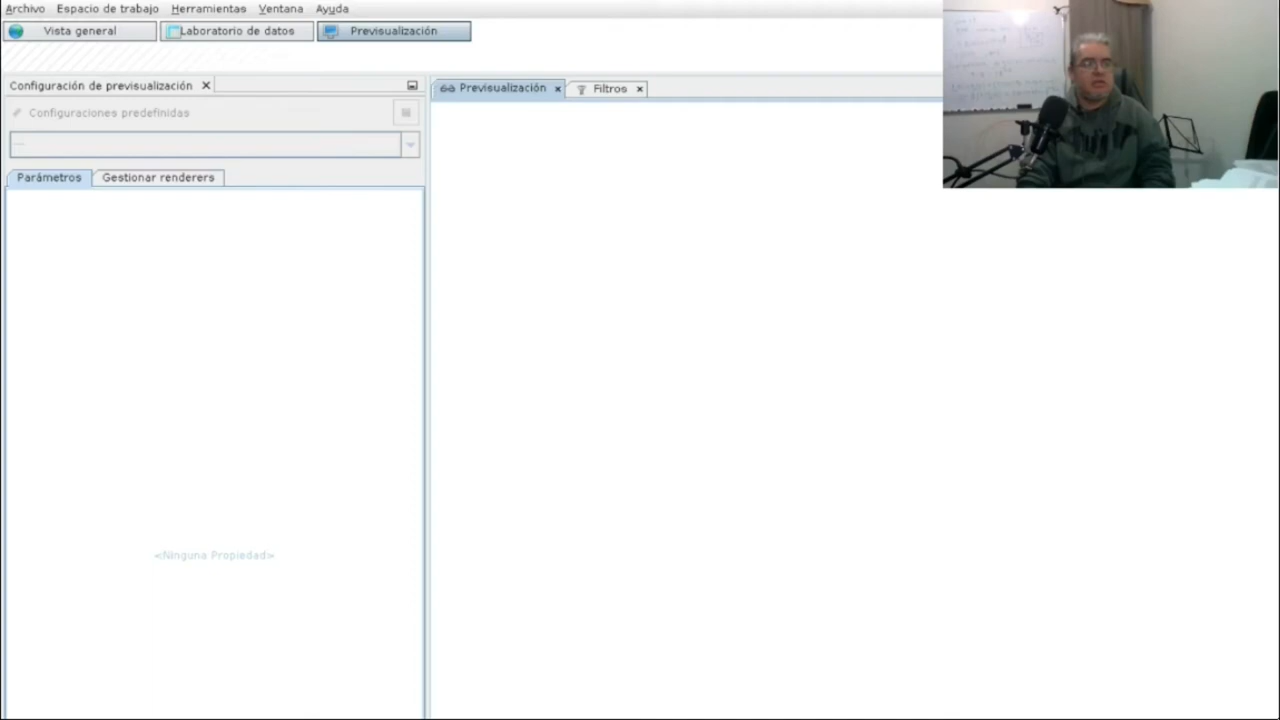 Archivo Espacio de trabajo Herramientas Ventana Ayuda
Vista general Laboratorio de datos Previsualización
Configuración de previsualización
Previsualización Filtros
Configuraciones predefinidas
---
Parámetros Gestionar renderers
<Ninguna Propiedad>